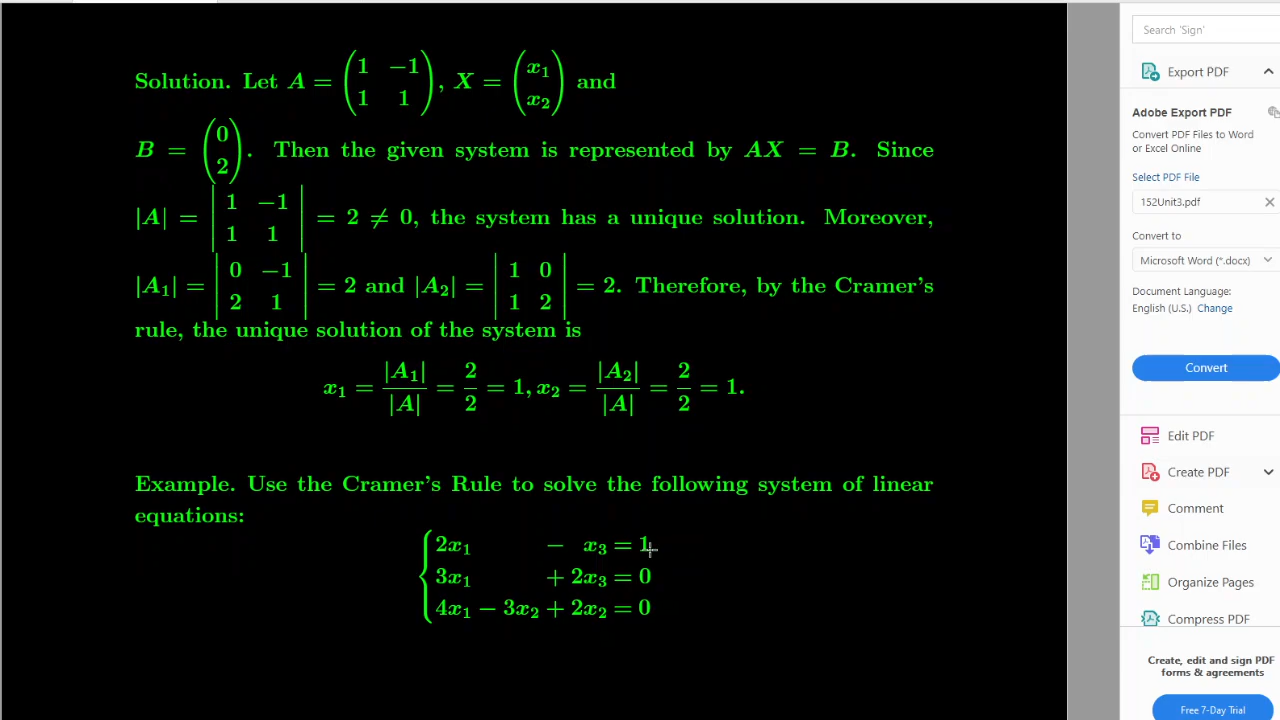 Solution. Let A = (1 −1
1 1), X = (x₁
x₂) and
B = (0
2). Then the given system is represented by AX = B. Since
|A| = |1 −1
1 1| = 2 ≠ 0, the system has a unique solution. Moreover,
|A₁| = |0 −1
2 1| = 2 and |A₂| = |1 0
1 2| = 2. Therefore, by the Cramer's
rule, the unique solution of the system is
x₁ = |A₁|/|A| = 2/2 = 1, x₂ = |A₂|/|A| = 2/2 = 1.
Example. Use the Cramer's Rule to solve the following system of linear
equations:
2x₁ − x₃ = 1
3x₁ + 2x₃ = 0
4x₁ − 3x₂ + 2x₂ = 0
Search 'Sign'
Export PDF
Adobe Export PDF
Convert PDF Files to Word
or Excel Online
Select PDF File
152Unit3.pdf
Convert to
Microsoft Word (*.docx)
Document Language:
English (U.S.) Change
Convert
Edit PDF
Create PDF
Comment
Combine Files
Organize Pages
Compress PDF
Create, edit and sign PDF
forms & agreements
Free 7-Day Trial